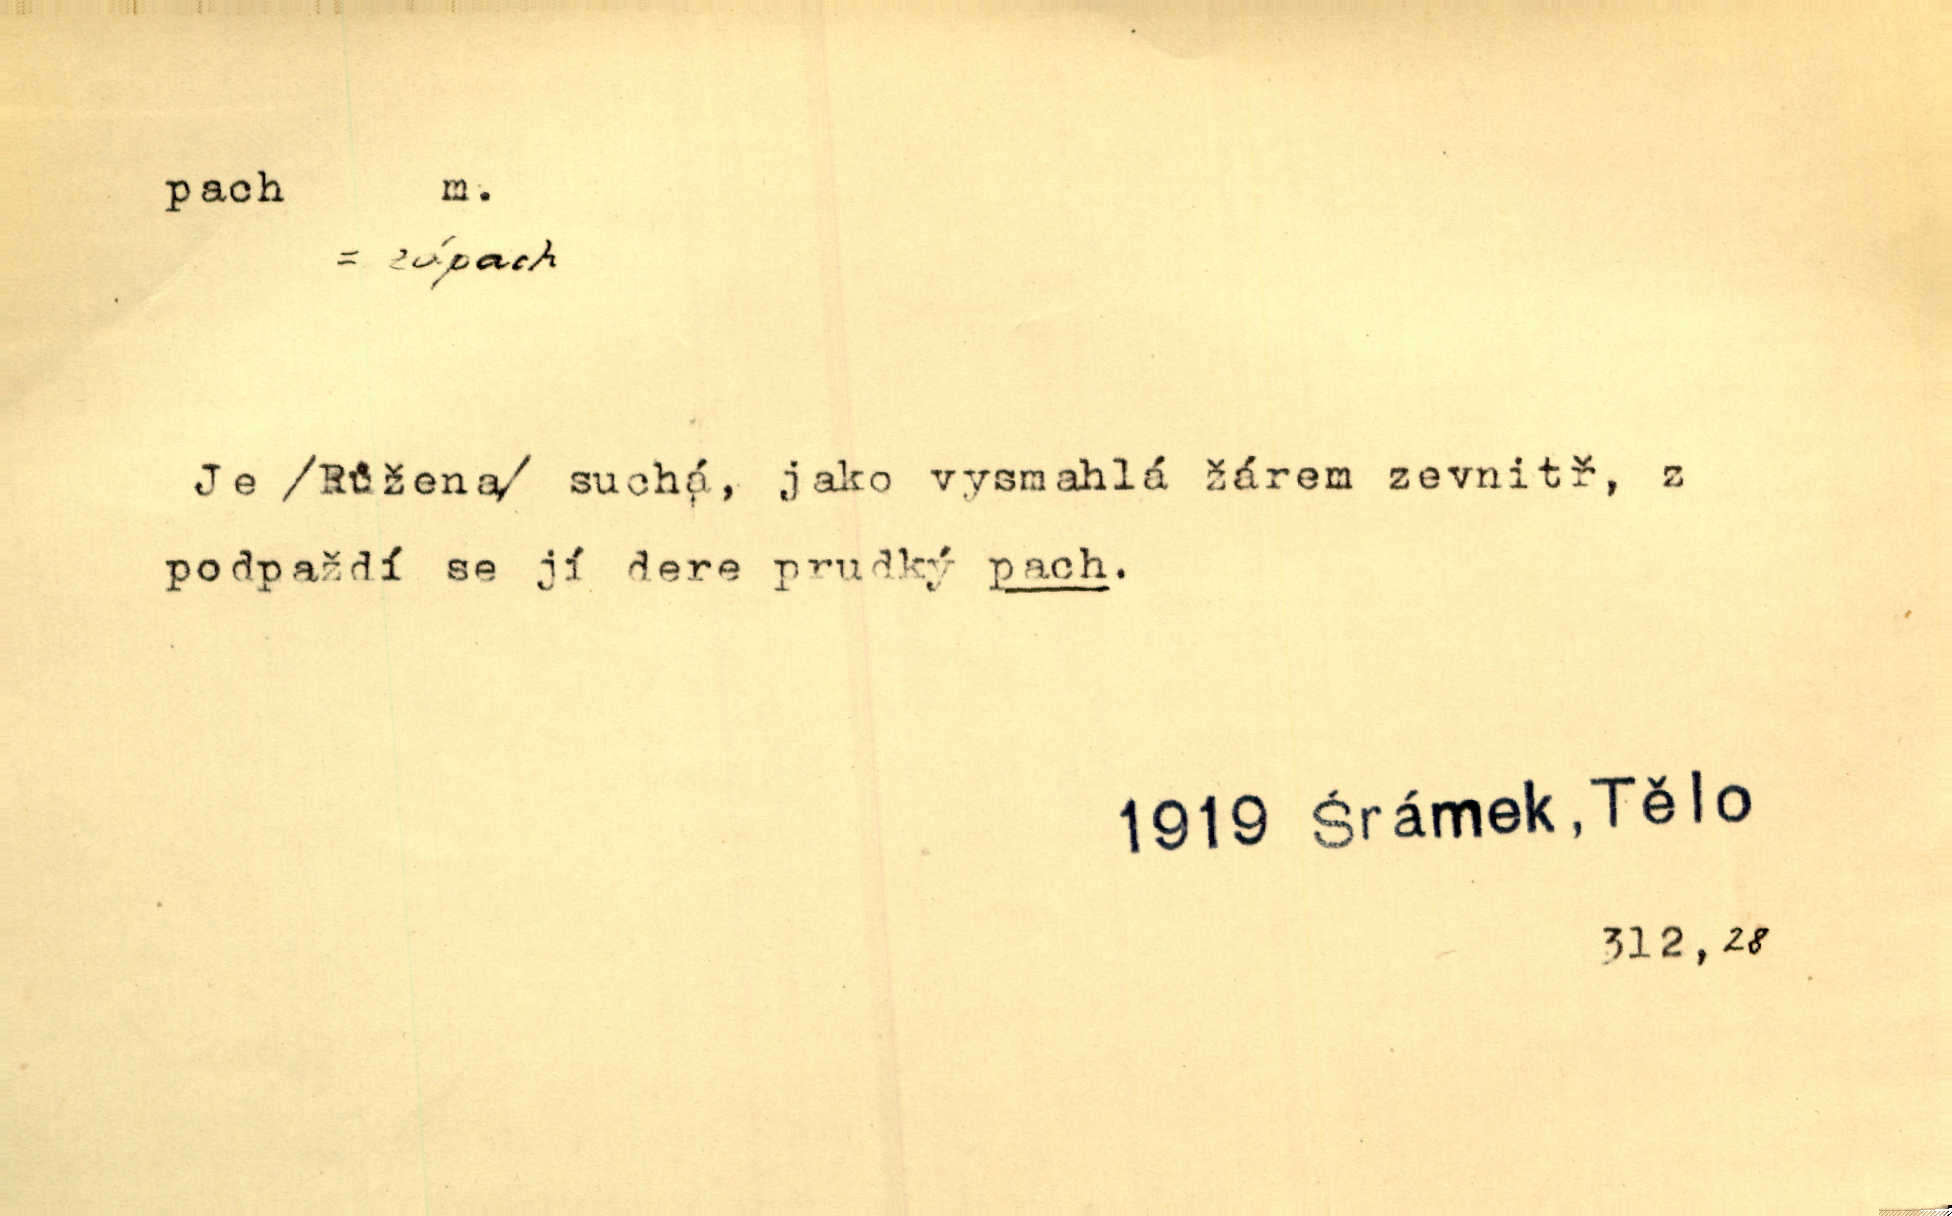 pach m.
= zápach
Je /Růžena/ suchá, jako vysmahlá žárem zevnitř, z
podpaždí se jí dere prudký pach.
1919 Šrámek, Tělo
312,28